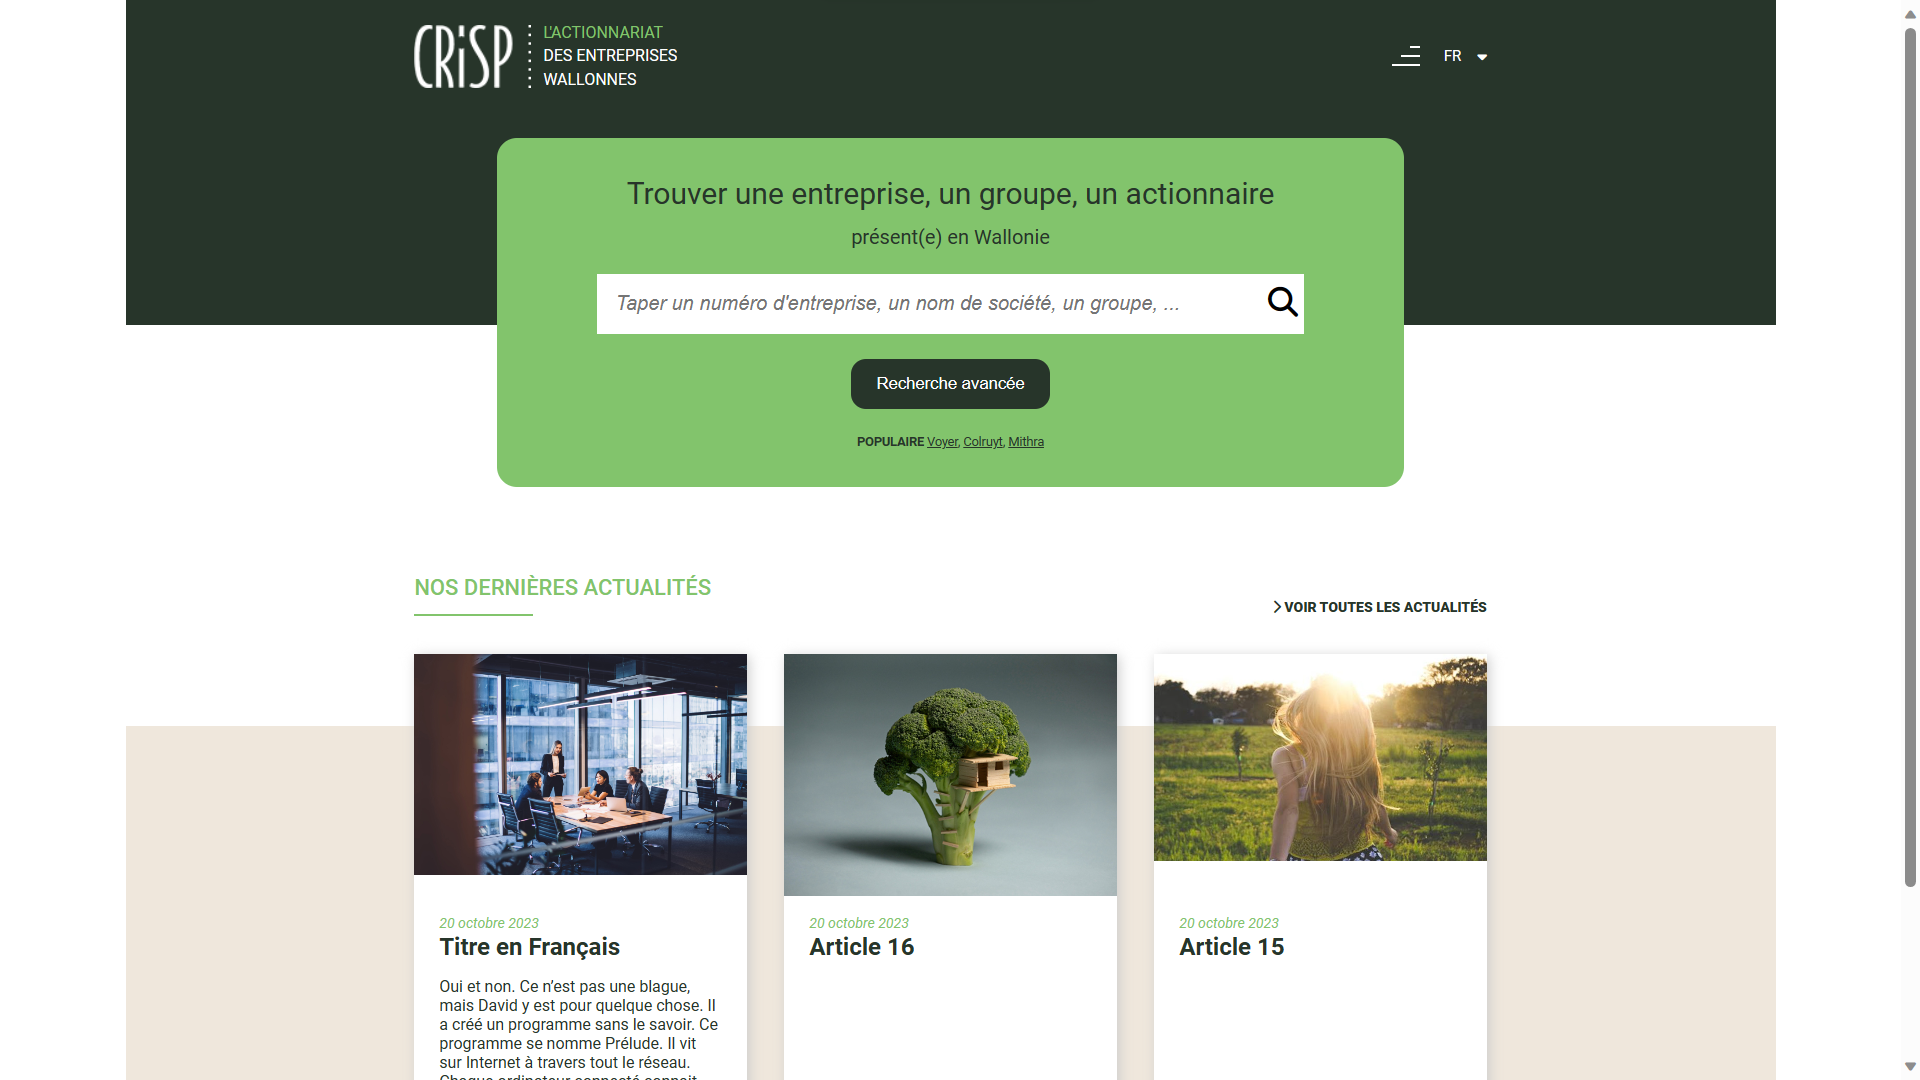 CRiSP
L'ACTIONNARIAT
DES ENTREPRISES
WALLONNES
FR
Trouver une entreprise, un groupe, un actionnaire
présent(e) en Wallonie
Taper un numéro d'entreprise, un nom de société, un groupe, ...
Recherche avancée
POPULAIRE Voyer, Colruyt, Mithra
NOS DERNIÈRES ACTUALITÉS
VOIR TOUTES LES ACTUALITÉS
20 octobre 2023
Titre en Français
Oui et non. Ce n’est pas une blague,
mais David y est pour quelque chose. Il
a créé un programme sans le savoir. Ce
programme se nomme Prélude. Il vit
sur Internet à travers tout le réseau.
Chaque ordinateur connecté connait
20 octobre 2023
Article 16
20 octobre 2023
Article 15